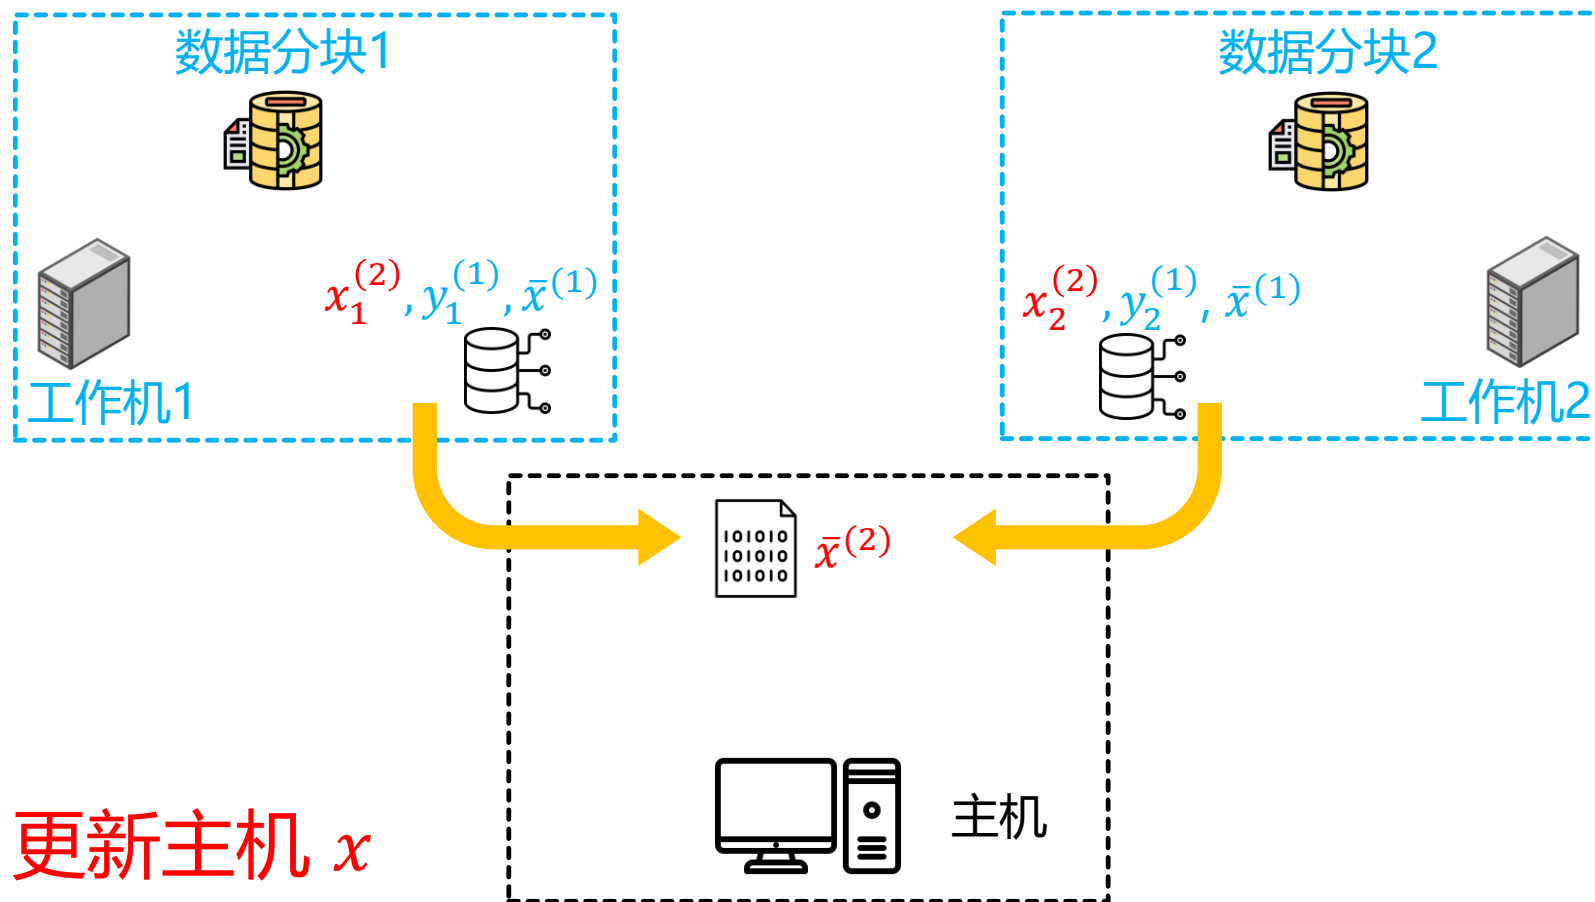 数据分块1
x_1^{(2)}, y_1^{(1)}, x̄^{(1)}
工作机1
数据分块2
x_2^{(2)}, y_2^{(1)}, x̄^{(1)}
工作机2
101010
101010
101010
x̄^{(2)}
主机
更新主机 x